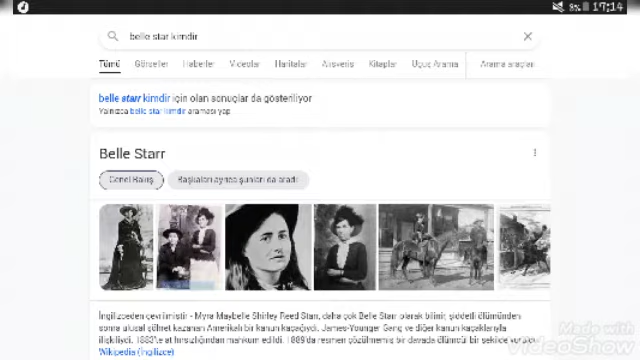 8% 17:14
belle star kimdir
Tümü Görseller Haberler Videolar Haritalar Alışveriş Kitaplar Uçuş Arama Arama araçları
belle starr kimdir için olan sonuçlar da gösteriliyor
Yalnızca belle star kimdir araması yap
Belle Starr
Genel Bakış Başkaları ayrıca şunları da aradı
İngilizceden çevrilmiştir - Myra Maybelle Shirley Reed Starr, daha çok Belle Starr olarak bilinir, şiddetli ölümünden
sonra ulusal şöhret kazanan Amerikalı bir kanun kaçağıydı. James-Younger Gang ve diğer kanun kaçaklarıyla
ilişkiliydi. 1883'te at hırsızlığından mahkum edildi. 1889'da resmen çözülmemiş bir davada ölümcül bir şekilde
Wikipedia (İngilizce)
Made with
VideoShow